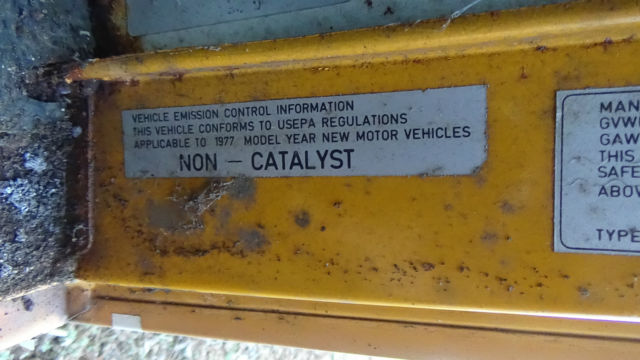 VEHICLE EMISSION CONTROL INFORMATION
THIS VEHICLE CONFORMS TO USEPA REGULATIONS
APPLICABLE TO 1977 MODEL YEAR NEW MOTOR VEHICLES
NON - CATALYST
MAN
GVW
GAW
THIS
SAFE
ABOV
TYPE